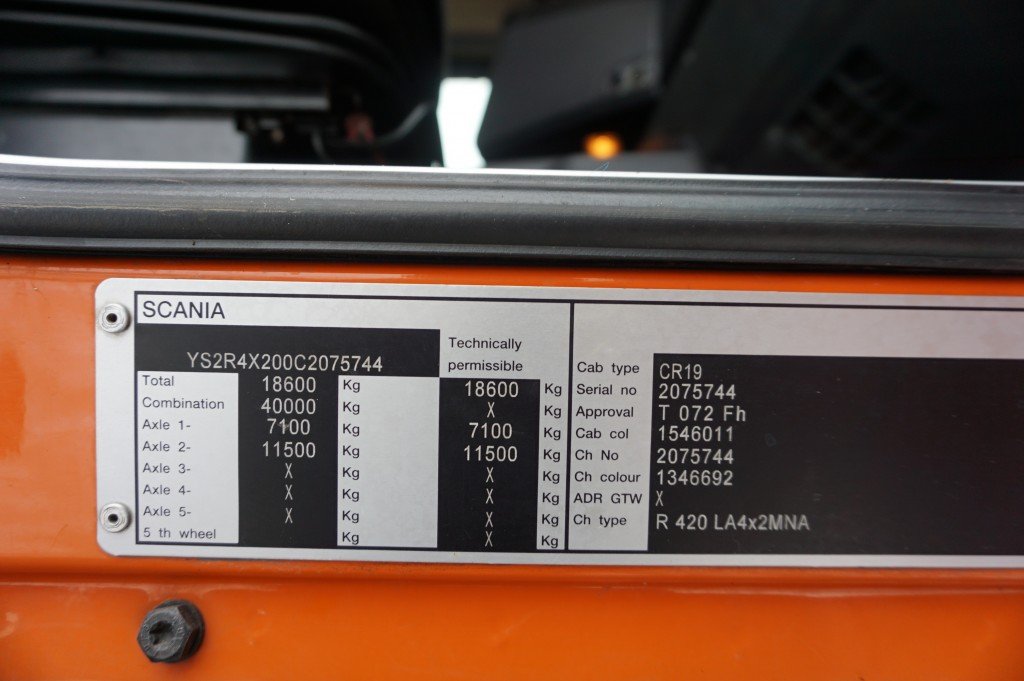 SCANIA
YS2R4X200C2075744
Technically
permissible
Total 18600 Kg 18600 Kg
Combination 40000 Kg X Kg
Axle 1- 7100 Kg 7100 Kg
Axle 2- 11500 Kg 11500 Kg
Axle 3- X Kg X Kg
Axle 4- X Kg X Kg
Axle 5- X Kg X Kg
5 th wheel Kg X Kg
Cab type CR19
Serial no 2075744
Approval T 072 Fh
Cab col 1546011
Ch No 2075744
Ch colour 1346692
ADR GTW X
Ch type R 420 LA4x2MNA